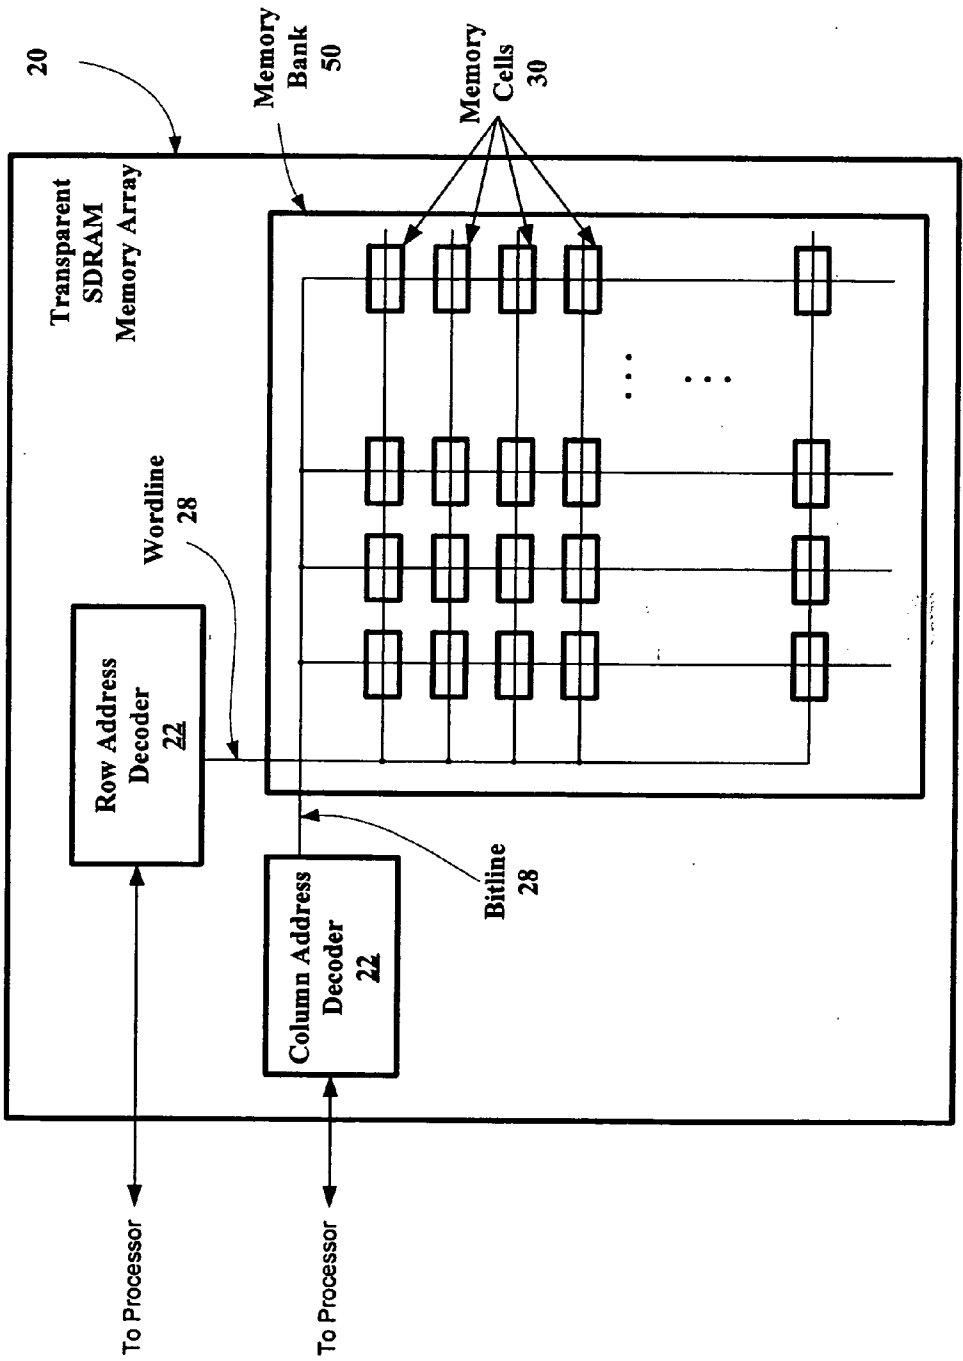 20
Transparent
SDRAM
Memory Array
Memory
Bank
50
Memory
Cells
30
Wordline
28
Row Address
Decoder
22
Column Address
Decoder
22
Bitline
28
To Processor
To Processor